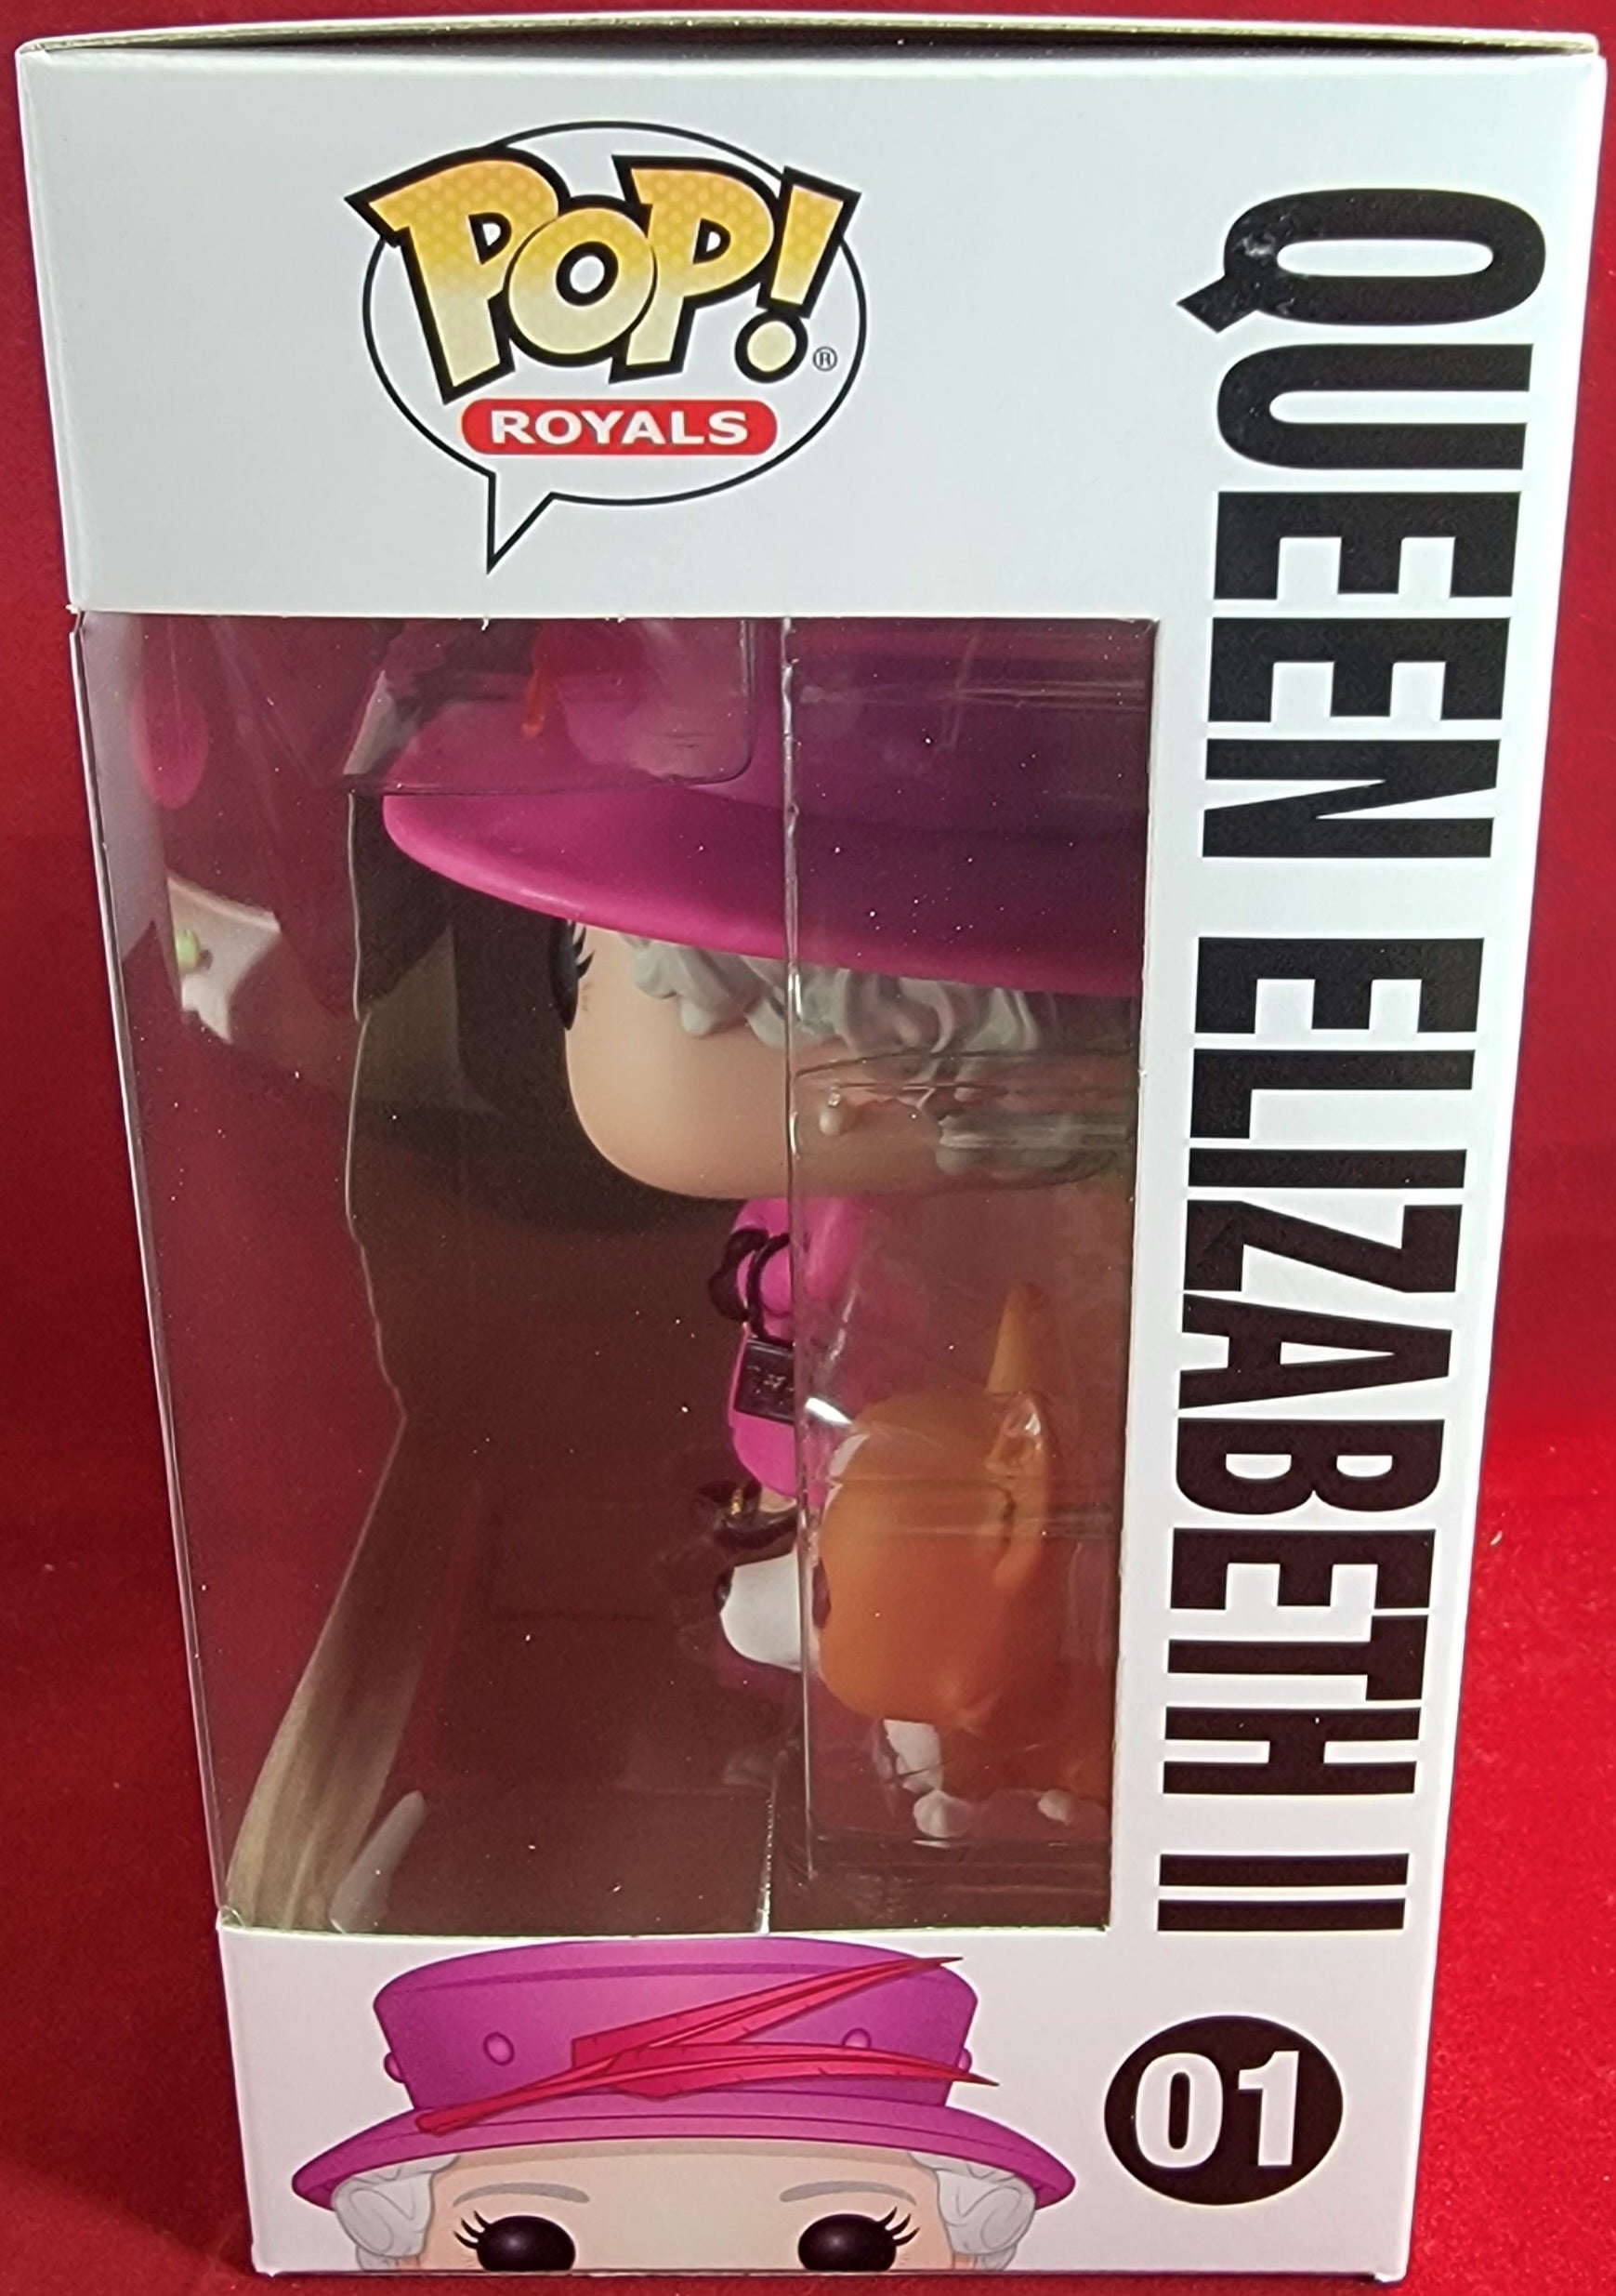 POP!®
ROYALS
QUEEN ELIZABETH II
01